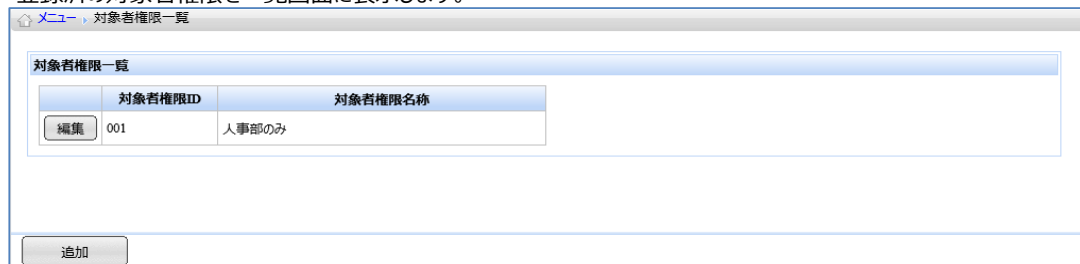 登録済の対象者権限を一覧画面に表示します。
メニュー 対象者権限一覧
対象者権限一覧
対象者権限ID 対象者権限名称
編集 001 人事部のみ
追加